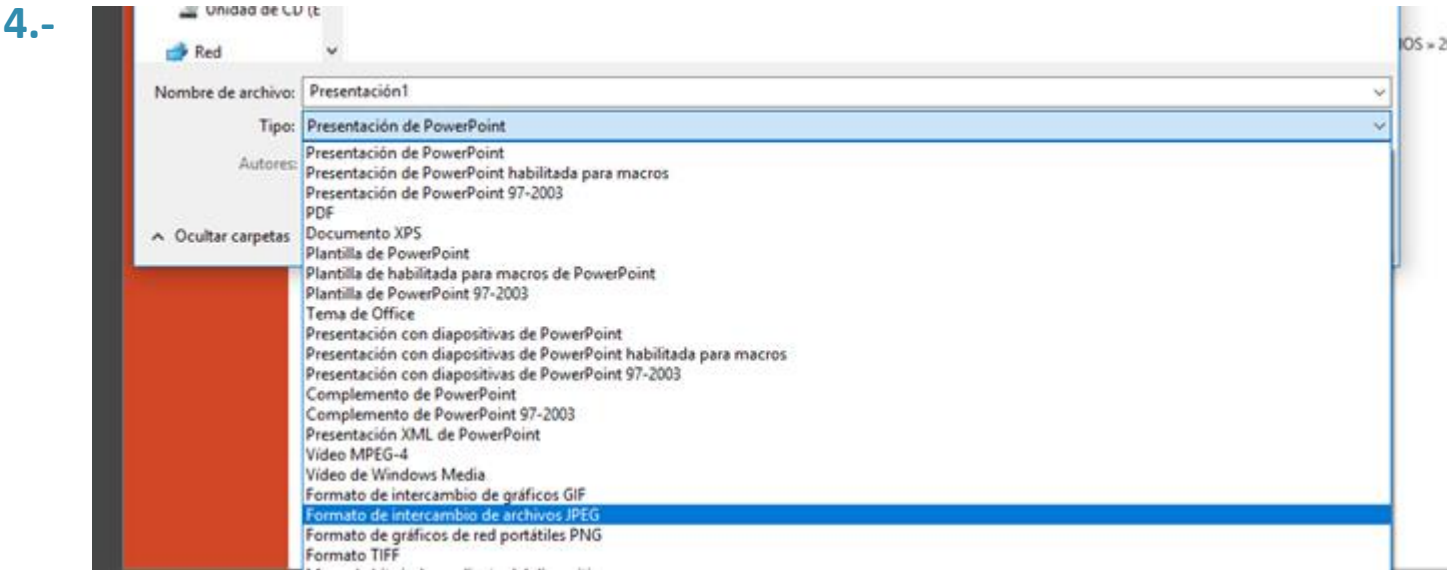 4.-
Unidad de CD (E
Red
IOS » 2
Nombre de archivo: Presentación1
Tipo: Presentación de PowerPoint
Autores:
Presentación de PowerPoint
Presentación de PowerPoint habilitada para macros
Presentación de PowerPoint 97-2003
PDF
Ocultar carpetas
Documento XPS
Plantilla de PowerPoint
Plantilla de habilitada para macros de PowerPoint
Plantilla de PowerPoint 97-2003
Tema de Office
Presentación con diapositivas de PowerPoint
Presentación con diapositivas de PowerPoint habilitada para macros
Presentación con diapositivas de PowerPoint 97-2003
Complemento de PowerPoint
Complemento de PowerPoint 97-2003
Presentación XML de PowerPoint
Vídeo MPEG-4
Vídeo de Windows Media
Formato de intercambio de gráficos GIF
Formato de intercambio de archivos JPEG
Formato de gráficos de red portátiles PNG
Formato TIFF